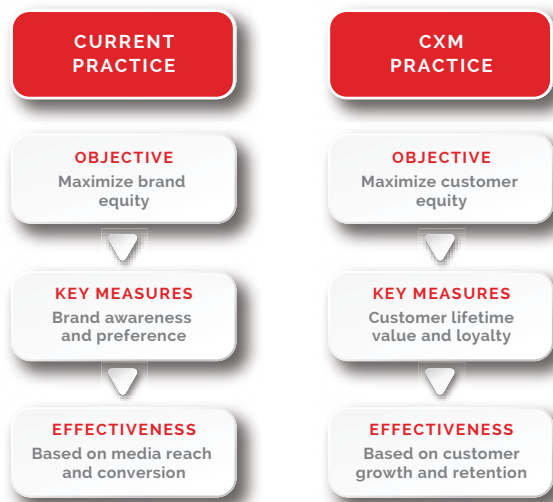 CURRENT
PRACTICE
OBJECTIVE
Maximize brand
equity
KEY MEASURES
Brand awareness
and preference
EFFECTIVENESS
Based on media reach
and conversion
CXM
PRACTICE
OBJECTIVE
Maximize customer
equity
KEY MEASURES
Customer lifetime
value and loyalty
EFFECTIVENESS
Based on customer
growth and retention